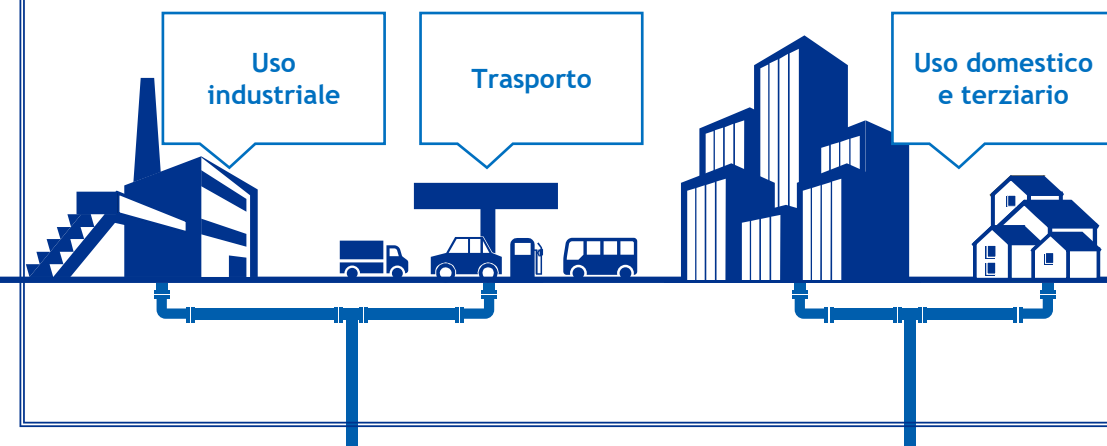 Uso
industriale
Trasporto
Uso domestico
e terziario